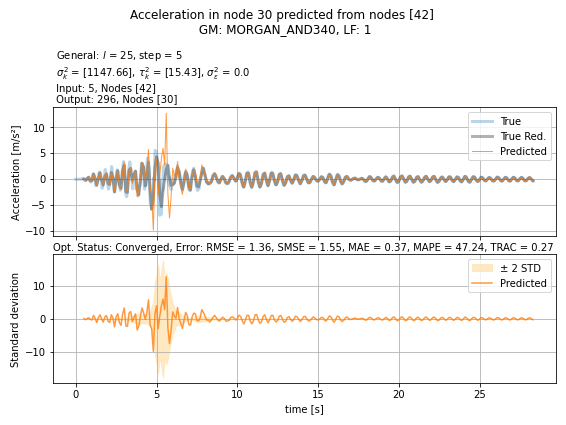 Acceleration in node 30 predicted from nodes [42]
GM: MORGAN_AND340, LF: 1
General: l = 25, step = 5
σ²ₖ = [1147.66], τ²ₖ = [15.43], σ²ε = 0.0
Input: 5, Nodes [42]
Output: 296, Nodes [30]
Acceleration [m/s²]
10
5
0
−5
−10
True
True Red.
Predicted
Opt. Status: Converged, Error: RMSE = 1.36, SMSE = 1.55, MAE = 0.37, MAPE = 47.24, TRAC = 0.27
Standard deviation
10
0
−10
± 2 STD
Predicted
0 5 10 15 20 25
time [s]